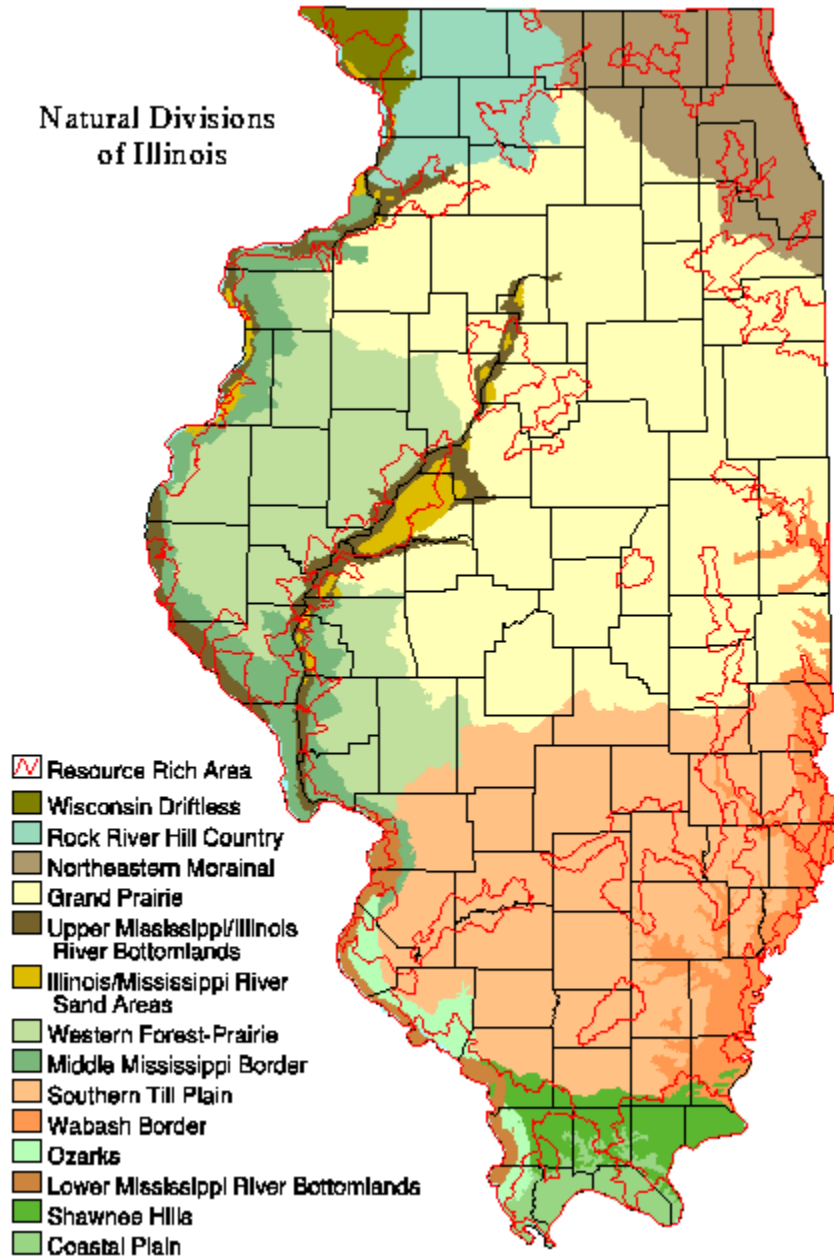 Natural Divisions
of Illinois
Resource Rich Area
Wisconsin Driftless
Rock River Hill Country
Northeastern Morainal
Grand Prairie
Upper Mississippi/Illinois
River Bottomlands
Illinois/Mississippi River
Sand Areas
Western Forest-Prairie
Middle Mississippi Border
Southern Till Plain
Wabash Border
Ozarks
Lower Mississippi River Bottomlands
Shawnee Hills
Coastal Plain